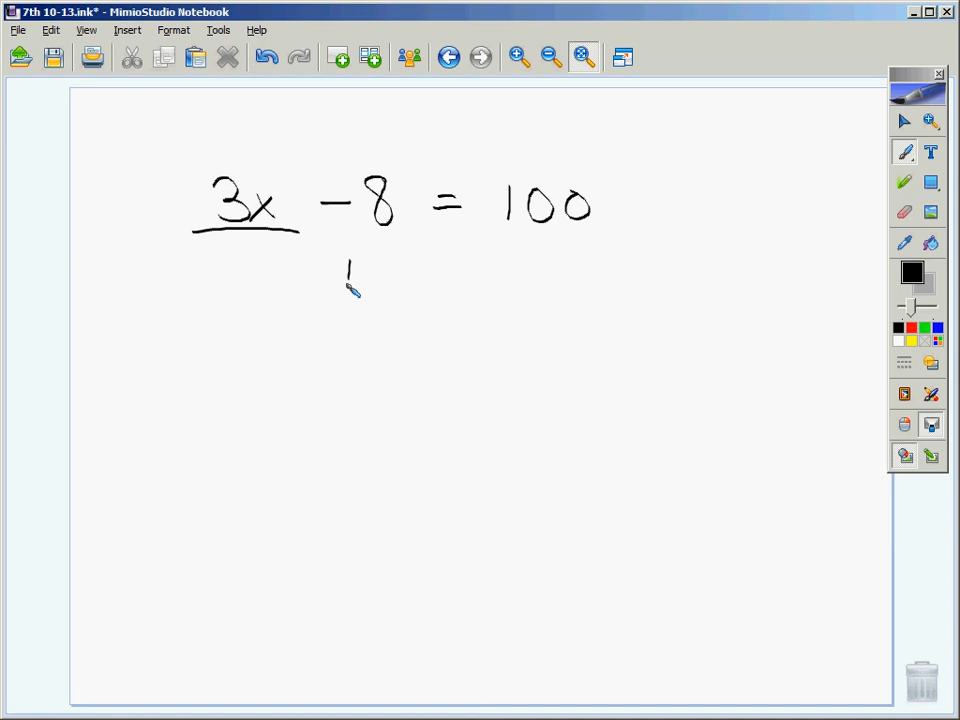 7th 10-13.ink* - MimioStudio Notebook
File Edit View Insert Format Tools Help
3x - 8 = 100